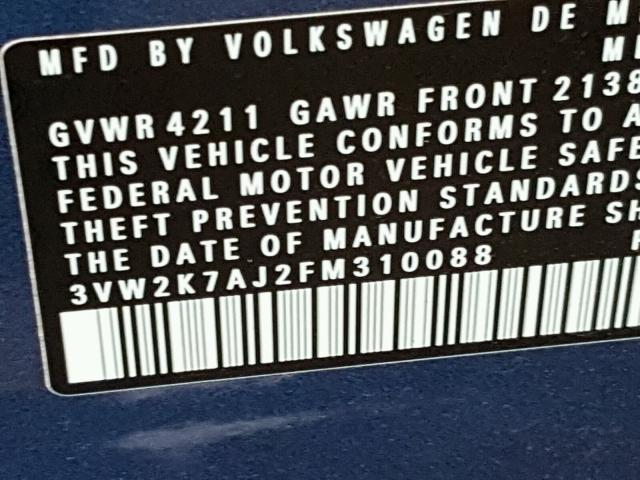 MFD BY VOLKSWAGEN DE M
GVWR 4211 GAWR FRONT 2138
THIS VEHICLE CONFORMS TO A
FEDERAL MOTOR VEHICLE SAFE
THEFT PREVENTION STANDARDS
THE DATE OF MANUFACTURE SH
3VW2K7AJ2FM310088